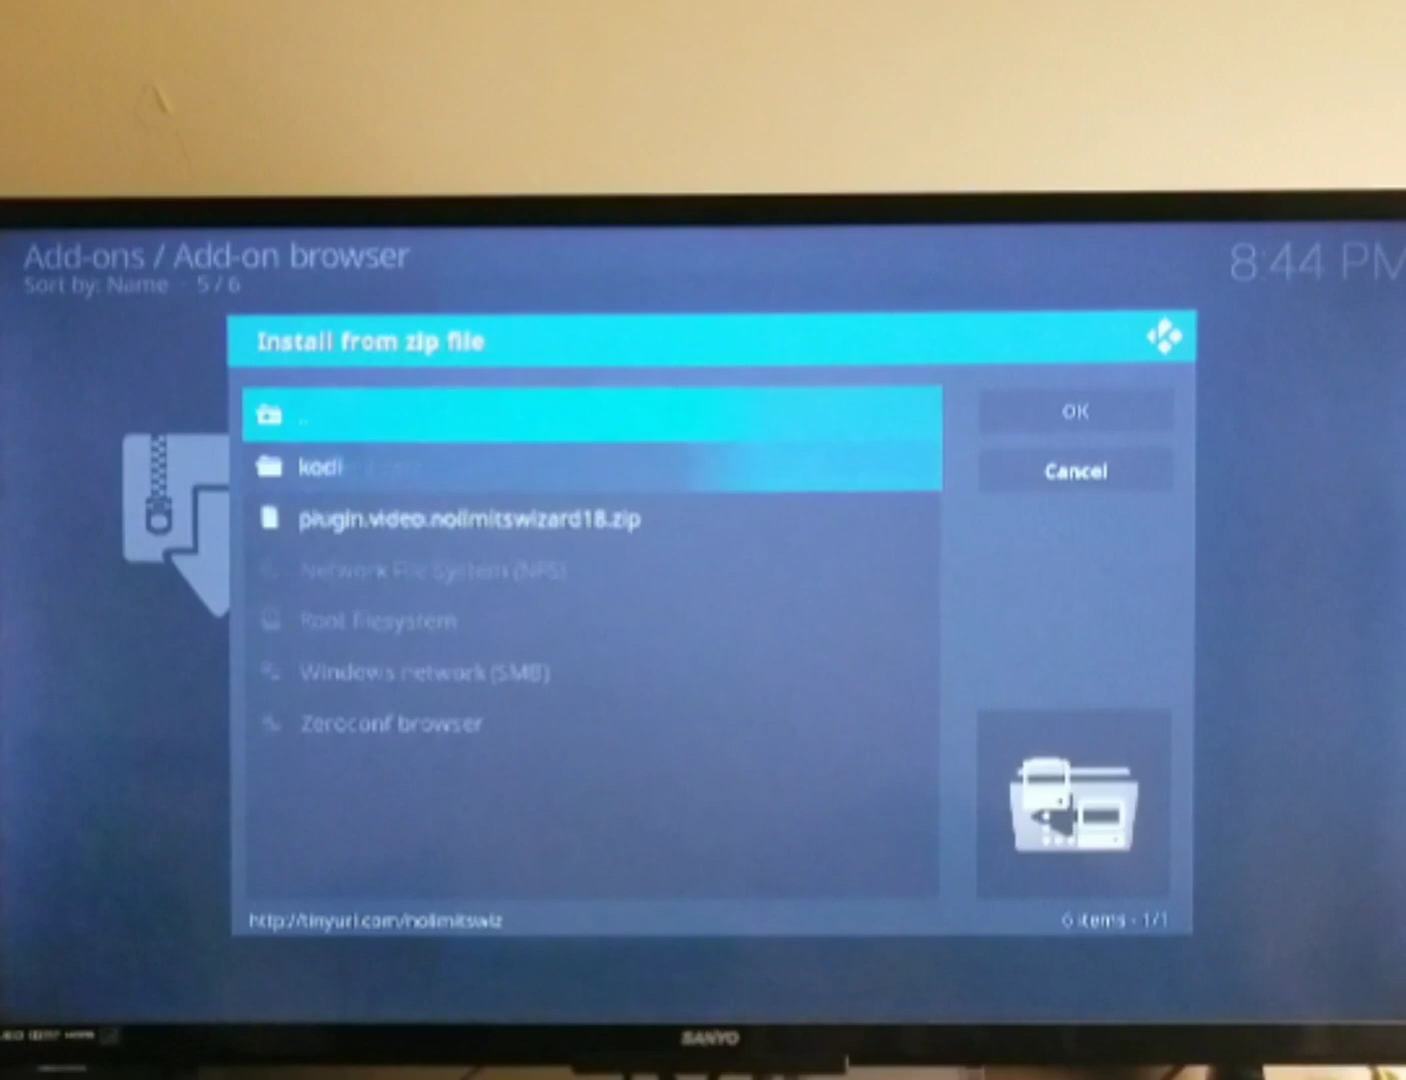 Add-ons / Add-on browser
Sort by: Name · 5 / 6
8:44 PM
Install from zip file
..
kodi
plugin.video.nolimitswizard18.zip
Network File System (NFS)
Root filesystem
Windows network (SMB)
Zeroconf browser
OK
Cancel
http://tinyurl.com/nolimitswiz
6 items - 1/1
SANYO